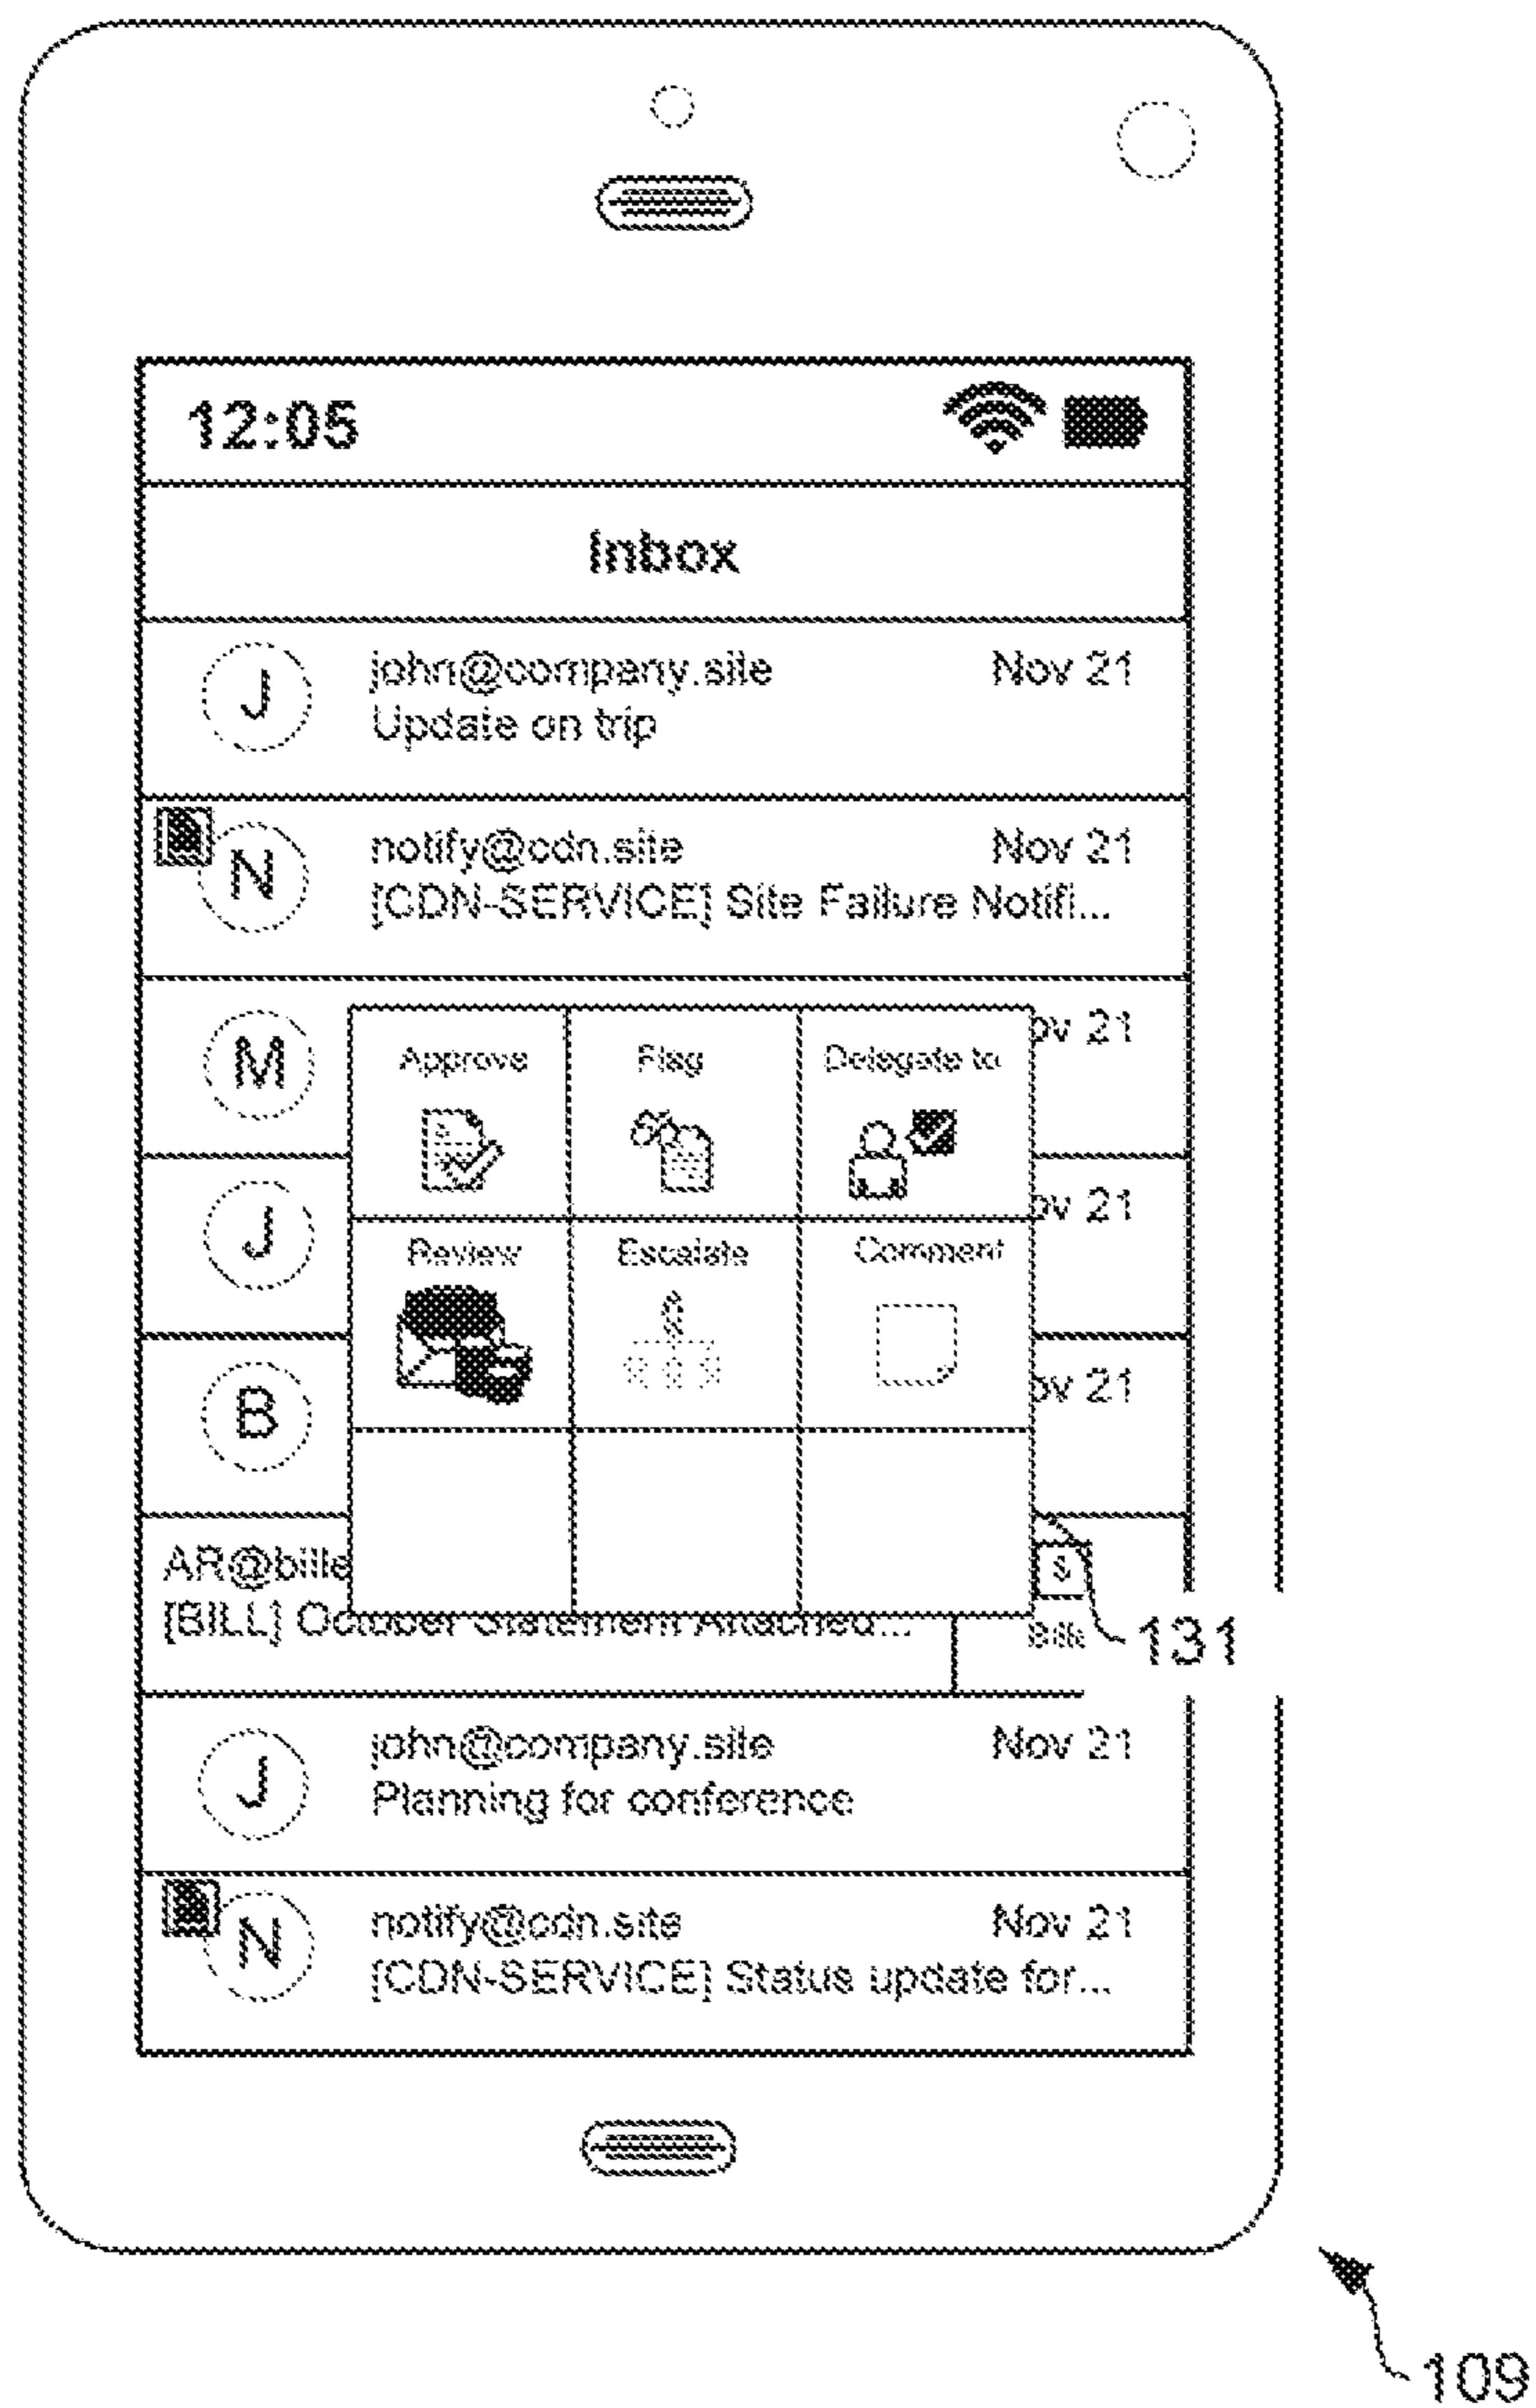 12:05
Inbox
J john@company.site Nov 21
Update on trip
N notify@cdn.site Nov 21
[CDN-SERVICE] Site Failure Notifi...
M ov 21
Approve Flag Delegate to
J ov 21
Review Escalate Comment
B ov 21
AR@bille $
[BILL] October Statement Attached... Bills
131
J john@company.site Nov 21
Planning for conference
N notify@cdn.site Nov 21
[CDN-SERVICE] Status update for...
109